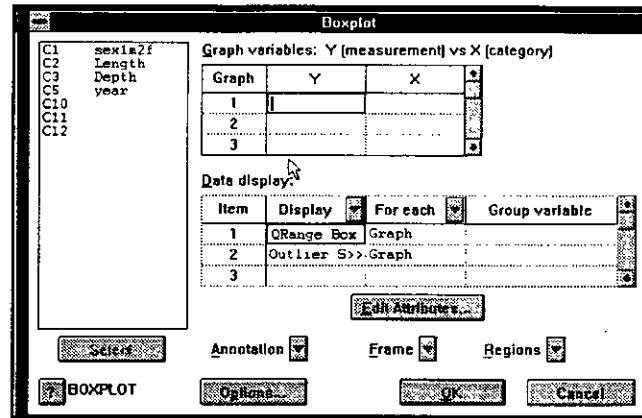 Boxplot
C1 sex1m2f
C2 Length
C3 Depth
C5 year
C10
C11
C12
Graph variables: Y (measurement) vs X (category)
Graph Y X
1
2
3
Data display:
Item Display For each Group variable
1 QRange Box Graph
2 Outlier S>> Graph
3
Edit Attributes...
Select
Annotation Frame Regions
? BOXPLOT Options... OK Cancel